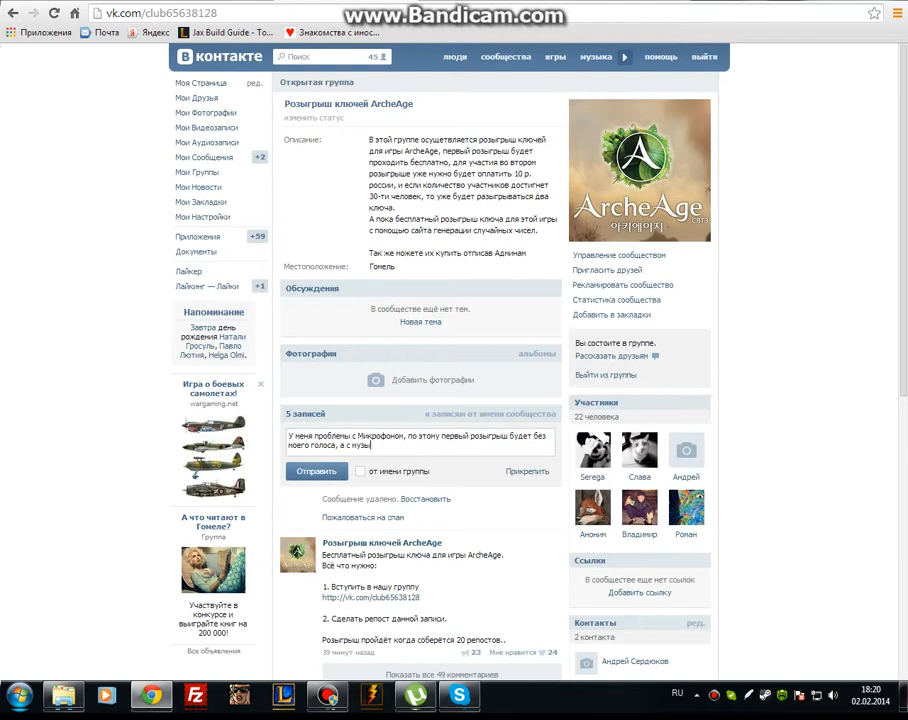 vk.com/club65638128
www.Bandicam.com
Приложения
Почта
Яндекс
Jax Build Guide - To...
Знакомства с инос...
В контакте
Поиск
45
люди
сообщества
игры
музыка
помощь
выйти
Моя Страница
ред.
Мои Друзья
Мои Фотографии
Мои Видеозаписи
Мои Аудиозаписи
Мои Сообщения
+2
Мои Группы
Мои Новости
Мои Закладки
Мои Настройки
Приложения
+59
Документы
Лайкер
Лайкинг — Лайки
+1
Напоминание
Завтра день
рождения Натали
Гросуль, Павло
Лютия, Helga Olmi.
Игра о боевых
самолетах!
wargaming.net
А что читают в
Гомеле?
Группа
Участвуйте в
конкурсе и
выиграйте книг на
200 000!
Все объявления
Открытая группа
Розыгрыш ключей ArcheAge
изменить статус
Описание:
В этой группе осуществляется розыгрыш ключей
для игры ArcheAge, первый розыгрыш будет
проходить бесплатно, для участия во втором
розыгрыше уже нужно будет оплатить 10 р.
россии, и если количество участников достигнет
30-ти человек, то уже будет разыгрываться два
ключа.
А пока бесплатный розыгрыш ключа для этой игры
с помощью сайта генерации случайных чисел.
Так же можете их купить отписав Админам
Местоположение:
Гомель
Обсуждения
В сообществе ещё нет тем.
Новая тема
Фотографии
альбомы
Добавить фотографии
5 записей
к записям от имени сообщества
У меня проблемы с Микрофоном, по этому первый розыгрыш будет без
моего голоса, а с музы
Отправить
от имени группы
Прикрепить
Сообщение удалено. Восстановить
Пожаловаться на спам
Розыгрыш ключей ArcheAge
Бесплатный розыгрыш ключа для игры ArcheAge.
Всё что нужно:
1. Вступить в нашу группу
http://vk.com/club65638128
2. Сделать репост данной записи.
Розыгрыш пройдёт когда соберётся 20 репостов..
39 минут назад
23
Мне нравится
24
Показать все 49 комментариев
A
ArcheAge
CBT3
아키에이지
Управление сообществом
Пригласить друзей
Рекламировать сообщество
Статистика сообщества
Добавить в закладки
Вы состоите в группе.
Рассказать друзьям
Выйти из группы
Участники
22 человека
Serega
Слава
Андрей
Аноним
Владимир
Роман
Ссылки
В сообществе еще нет ссылок
Добавить ссылку
Контакты
ред.
2 контакта
Андрей Сердюков
RU
18:20
02.02.2014